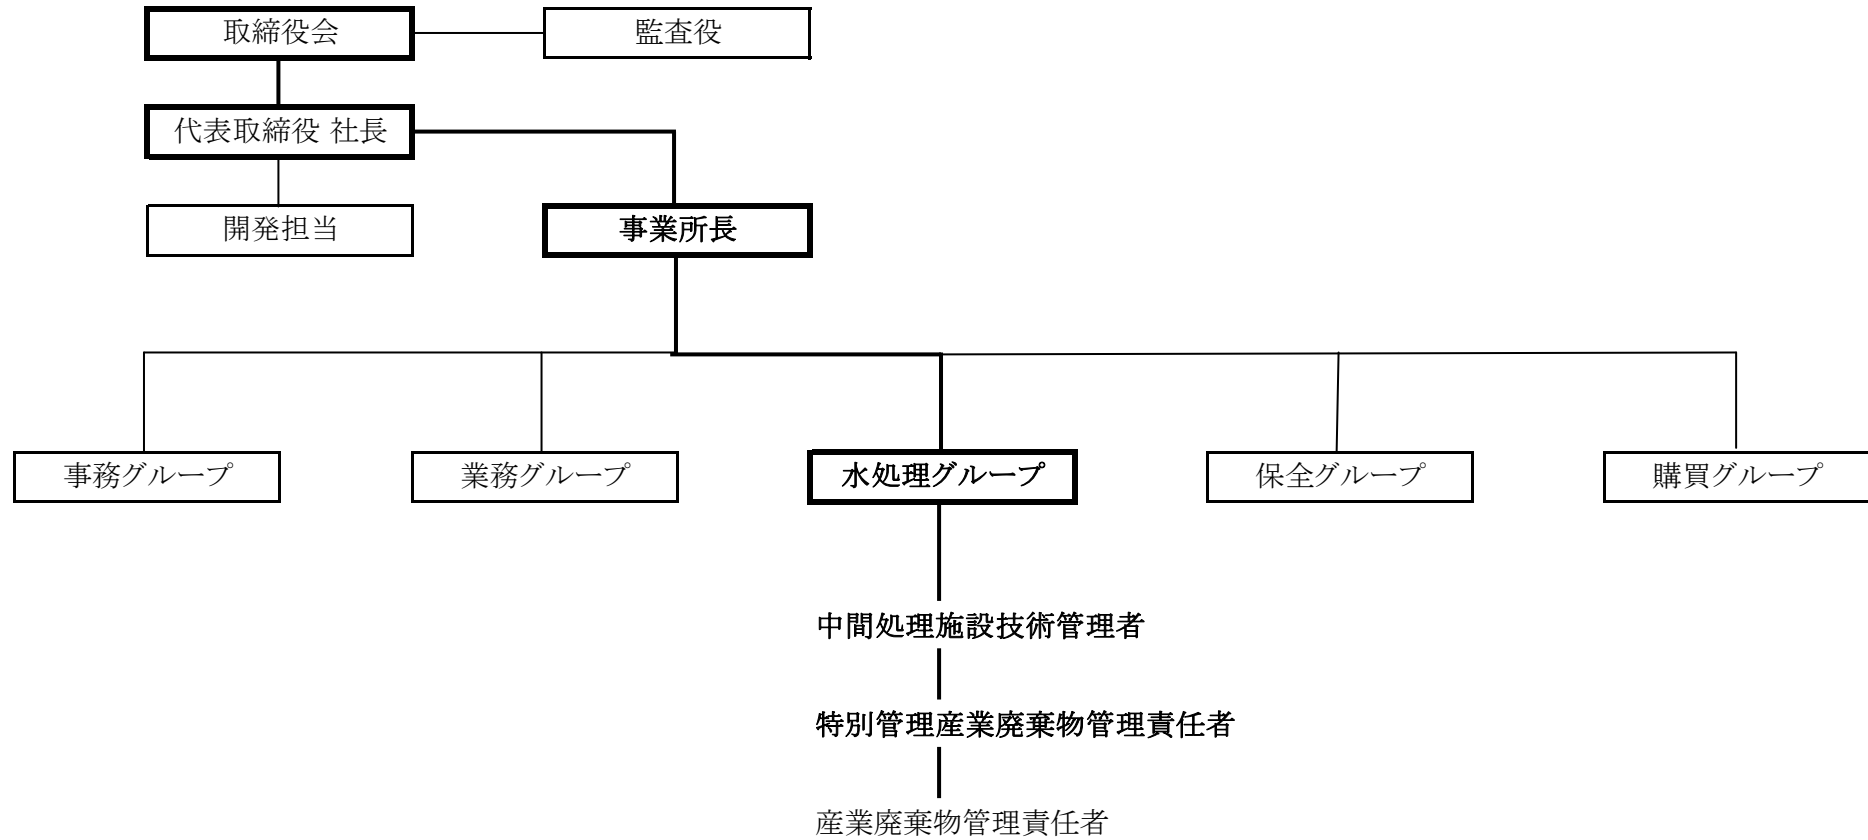 取締役会
監査役
代表取締役 社長
開発担当
事業所長
事務グループ
業務グループ
水処理グループ
保全グループ
購買グループ
中間処理施設技術管理者
特別管理産業廃棄物管理責任者
産業廃棄物管理責任者